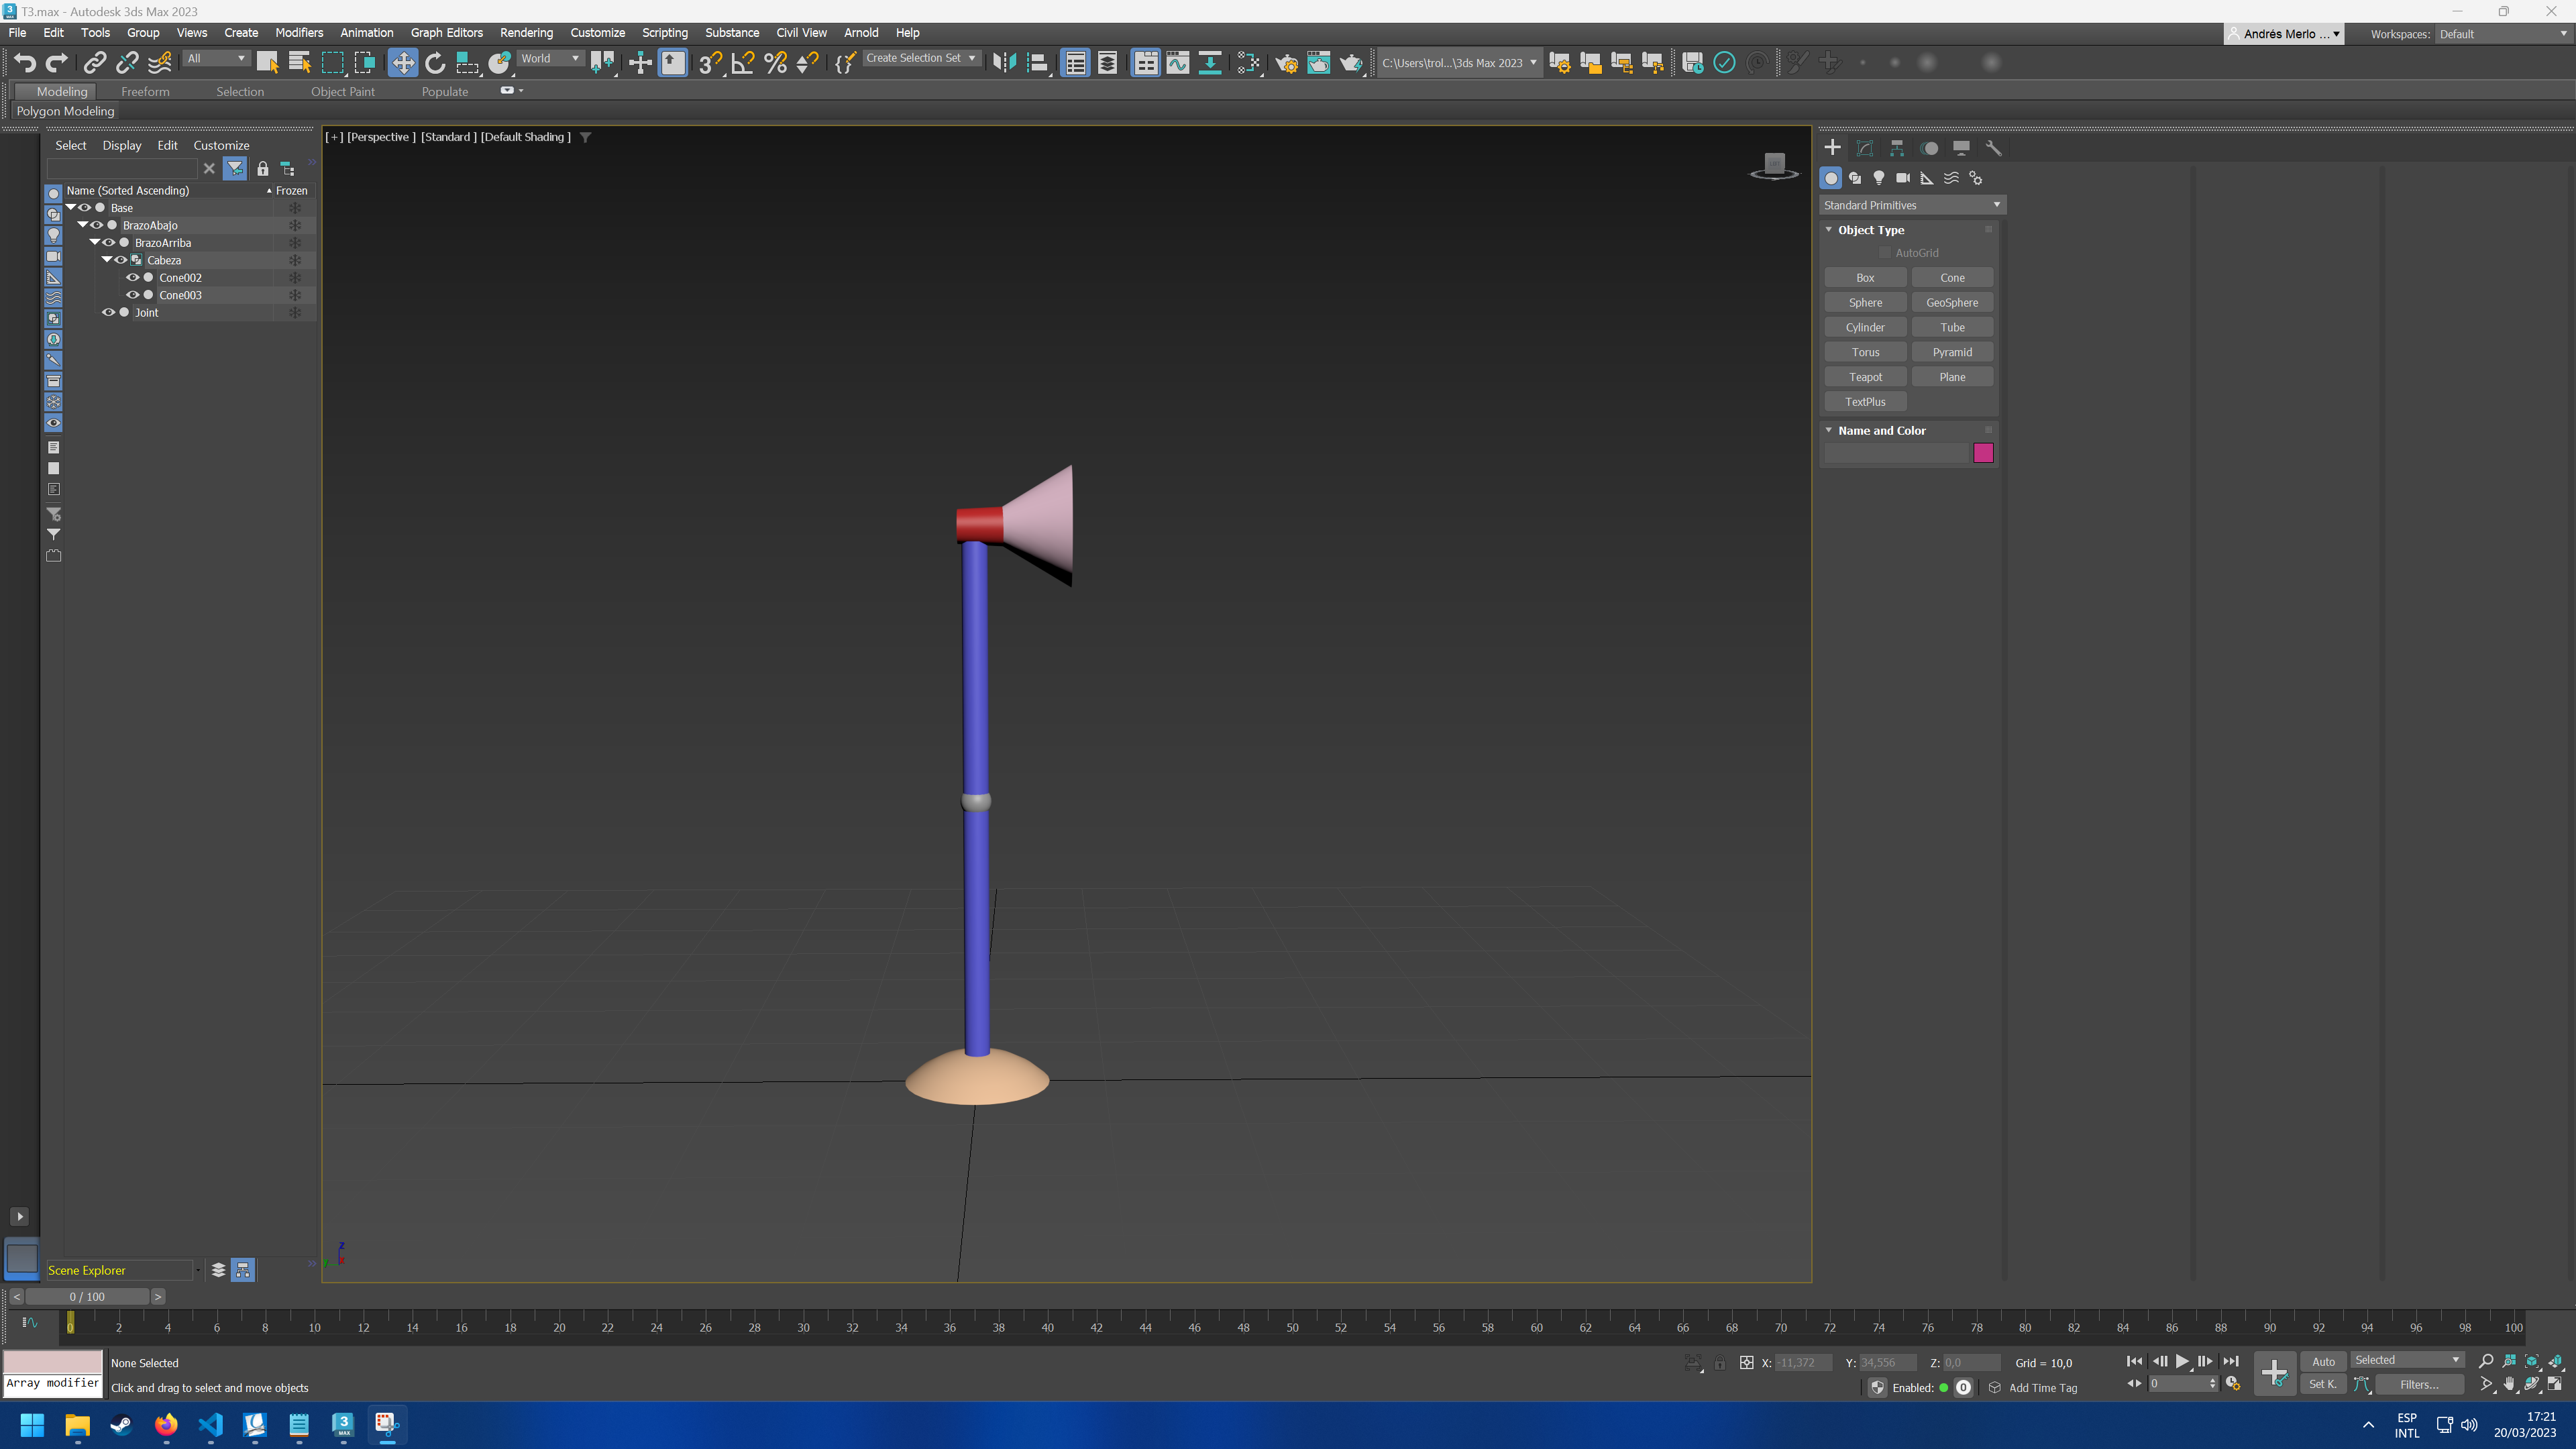 T3.max - Autodesk 3ds Max 2023
File Edit Tools Group Views Create Modifiers Animation Graph Editors Rendering Customize Scripting Substance Civil View Arnold Help
Andrés Merlo ...
Workspaces: Default
All
World
Create Selection Set
C:\Users\trol...\3ds Max 2023
Modeling Freeform Selection Object Paint Populate
Polygon Modeling
Select Display Edit Customize
Name (Sorted Ascending) Frozen
Base
BrazoAbajo
BrazoArriba
Cabeza
Cone002
Cone003
Joint
Scene Explorer
[+] [Perspective ] [Standard ] [Default Shading ]
z
x
Standard Primitives
Object Type
AutoGrid
Box Cone
Sphere GeoSphere
Cylinder Tube
Torus Pyramid
Teapot Plane
TextPlus
Name and Color
< 0 / 100 >
0 2 4 6 8 10 12 14 16 18 20 22 24 26 28 30 32 34 36 38 40 42 44 46 48 50 52 54 56 58 60 62 64 66 68 70 72 74 76 78 80 82 84 86 88 90 92 94 96 98 100
None Selected
Array modifier
Click and drag to select and move objects
X: -11,372 Y: 34,556 Z: 0,0 Grid = 10,0
Enabled: 0 Add Time Tag
0
Auto Selected
Set K. Filters...
ESP
INTL
17:21
20/03/2023